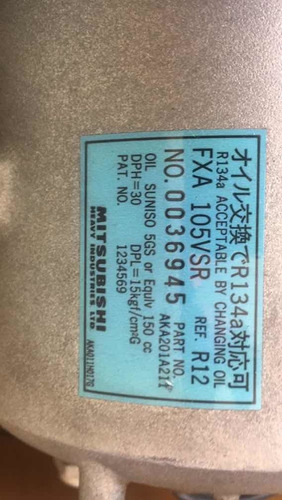 オイル交換でR134a対応可
R134a ACCEPTABLE BY CHANGING OIL
FXA 105VSR REF. R12
NO. 0036945 PART NO. AKA201A211
OIL SUNISO 5GS or Equiv 150 cc
DPH=30 DPL=15kgf/cm²G
PAT. NO. 1234569
MITSUBISHI
HEAVY INDUSTRIES LTD.
AKA011H017G